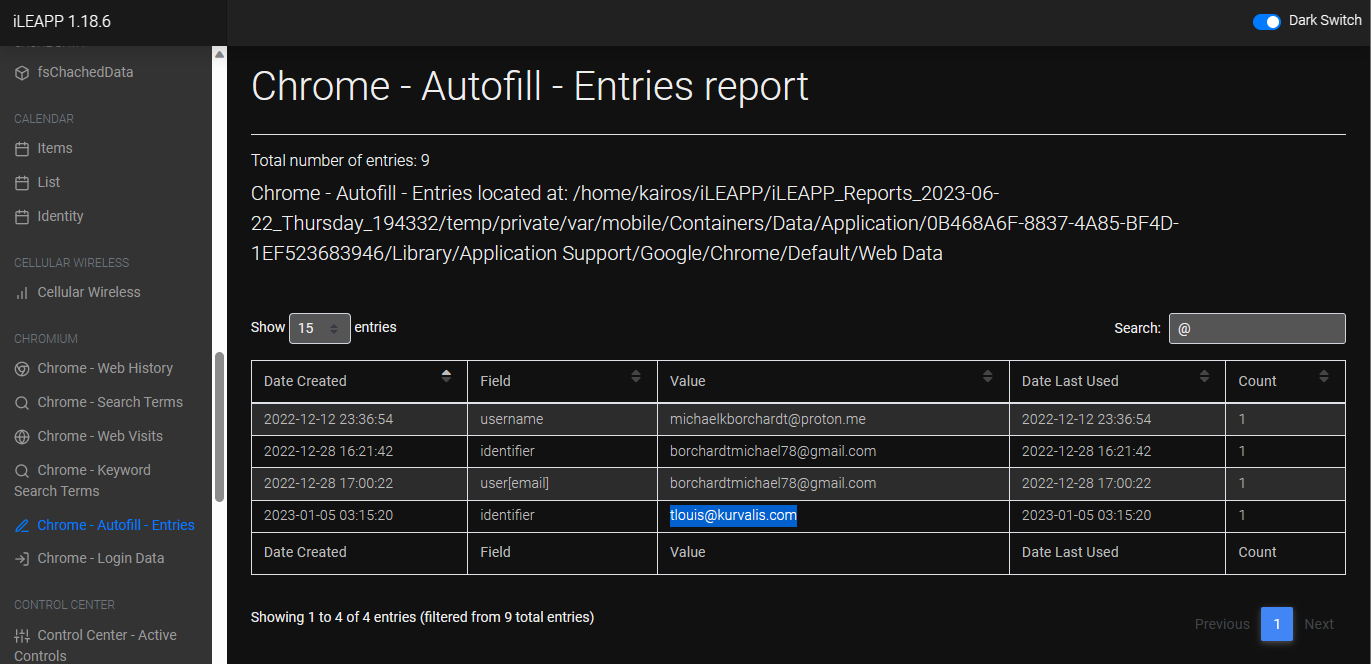 iLEAPP 1.18.6
Dark Switch
fsChachedData
CALENDAR
Items
List
Identity
CELLULAR WIRELESS
Cellular Wireless
CHROMIUM
Chrome - Web History
Chrome - Search Terms
Chrome - Web Visits
Chrome - Keyword
Search Terms
Chrome - Autofill - Entries
Chrome - Login Data
CONTROL CENTER
Control Center - Active
Controls
Chrome - Autofill - Entries report
Total number of entries: 9
Chrome - Autofill - Entries located at: /home/kairos/iLEAPP/iLEAPP_Reports_2023-06-
22_Thursday_194332/temp/private/var/mobile/Containers/Data/Application/0B468A6F-8837-4A85-BF4D-
1EF523683946/Library/Application Support/Google/Chrome/Default/Web Data
Show 15 entries
Search: @
Date Created Field Value Date Last Used Count
2022-12-12 23:36:54 username michaelkborchardt@proton.me 2022-12-12 23:36:54 1
2022-12-28 16:21:42 identifier borchardtmichael78@gmail.com 2022-12-28 16:21:42 1
2022-12-28 17:00:22 user[email] borchardtmichael78@gmail.com 2022-12-28 17:00:22 1
2023-01-05 03:15:20 identifier tlouis@kurvalis.com 2023-01-05 03:15:20 1
Date Created Field Value Date Last Used Count
Showing 1 to 4 of 4 entries (filtered from 9 total entries)
Previous 1 Next